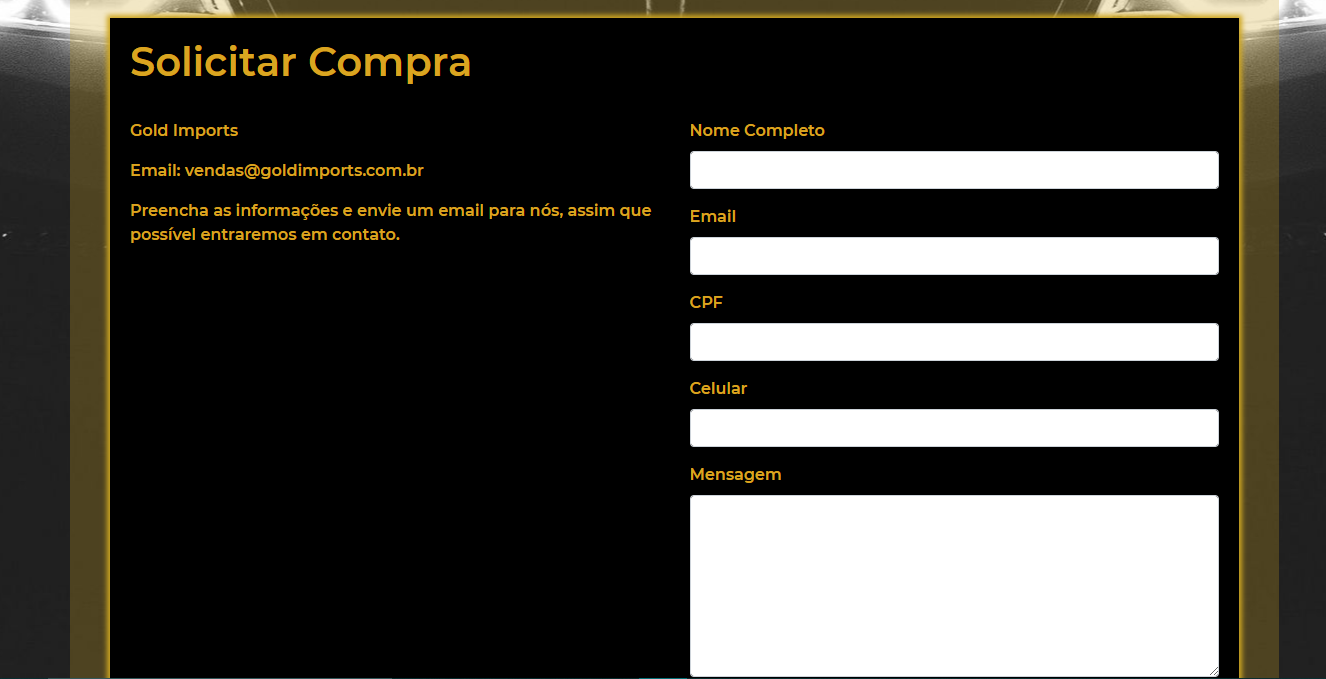 Solicitar Compra
Gold Imports
Email: vendas@goldimports.com.br
Preencha as informações e envie um email para nós, assim que
possível entraremos em contato.
Nome Completo
Email
CPF
Celular
Mensagem